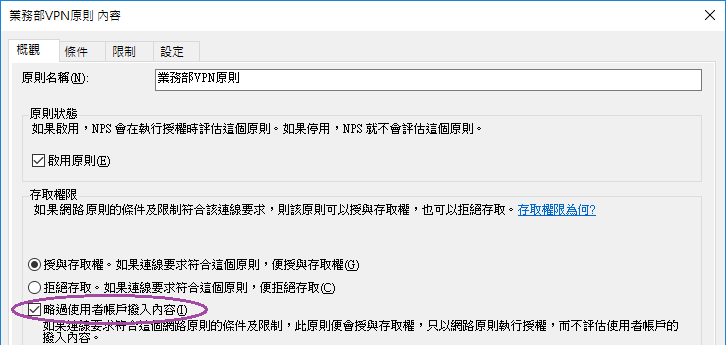 業務部VPN原則 內容
概觀 條件 限制 設定
原則名稱(N): 業務部VPN原則
原則狀態
如果啟用，NPS 會在執行授權時評估這個原則。如果停用，NPS 就不會評估這個原則。
啟用原則(E)
存取權限
如果網路原則的條件及限制符合該連線要求，則該原則可以授與存取權，也可以拒絕存取。存取權限為何?
授與存取權。如果連線要求符合這個原則，便授與存取權(G)
拒絕存取。如果連線要求符合這個原則，便拒絕存取(C)
略過使用者帳戶撥入內容(I)
如果連線要求符合這個網路原則的條件及限制，此原則便會授與存取權，只以網路原則執行授權，而不評估使用者帳戶的
撥入內容。